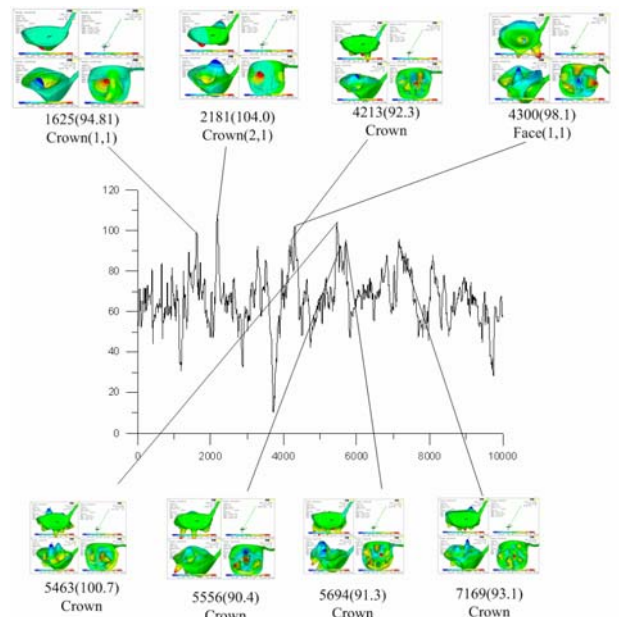 1625(94.81)
Crown(1,1)
2181(104.0)
Crown(2,1)
4213(92.3)
Crown
4300(98.1)
Face(1,1)
120
100
80
60
40
20
0
0 2000 4000 6000 8000 10000
5463(100.7)
Crown
5556(90.4)
Crown
5694(91.3)
Crown
7169(93.1)
Crown